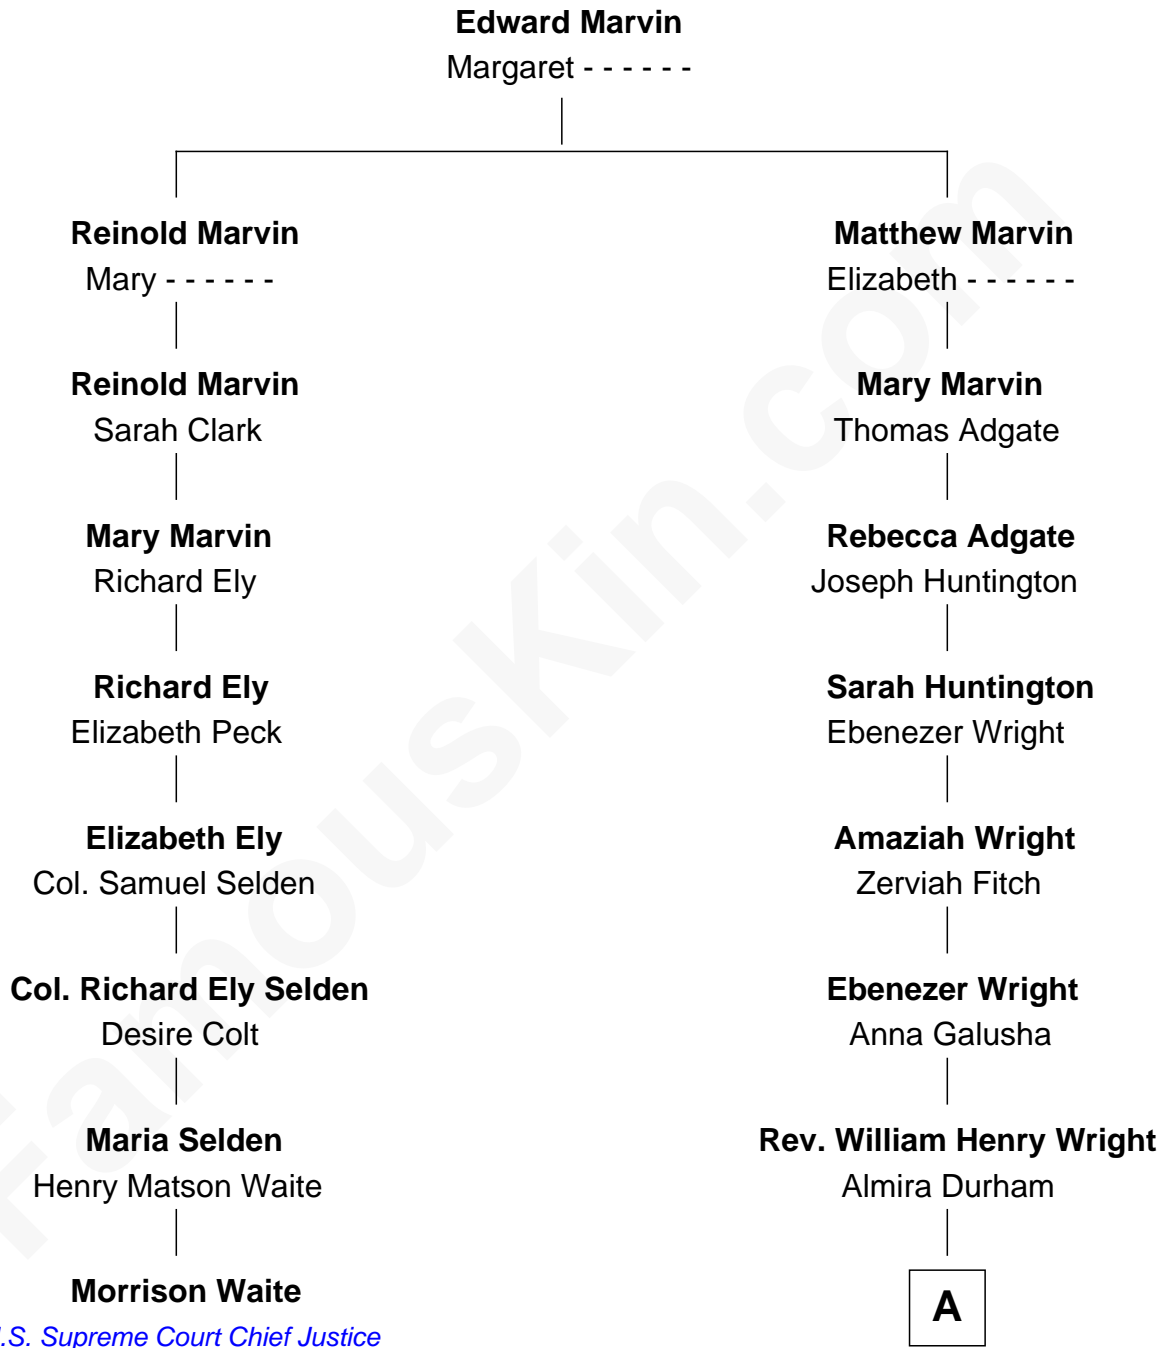 Edward Marvin
Margaret - - - - - -
Reinold Marvin
Mary - - - - - -
Matthew Marvin
Elizabeth - - - - - -
Reinold Marvin
Sarah Clark
Mary Marvin
Thomas Adgate
Mary Marvin
Richard Ely
Rebecca Adgate
Joseph Huntington
Richard Ely
Elizabeth Peck
Sarah Huntington
Ebenezer Wright
Elizabeth Ely
Col. Samuel Selden
Amaziah Wright
Zerviah Fitch
Col. Richard Ely Selden
Desire Colt
Ebenezer Wright
Anna Galusha
Maria Selden
Henry Matson Waite
Rev. William Henry Wright
Almira Durham
Morrison Waite
.S. Supreme Court Chief Justice
A
FamousKin.com